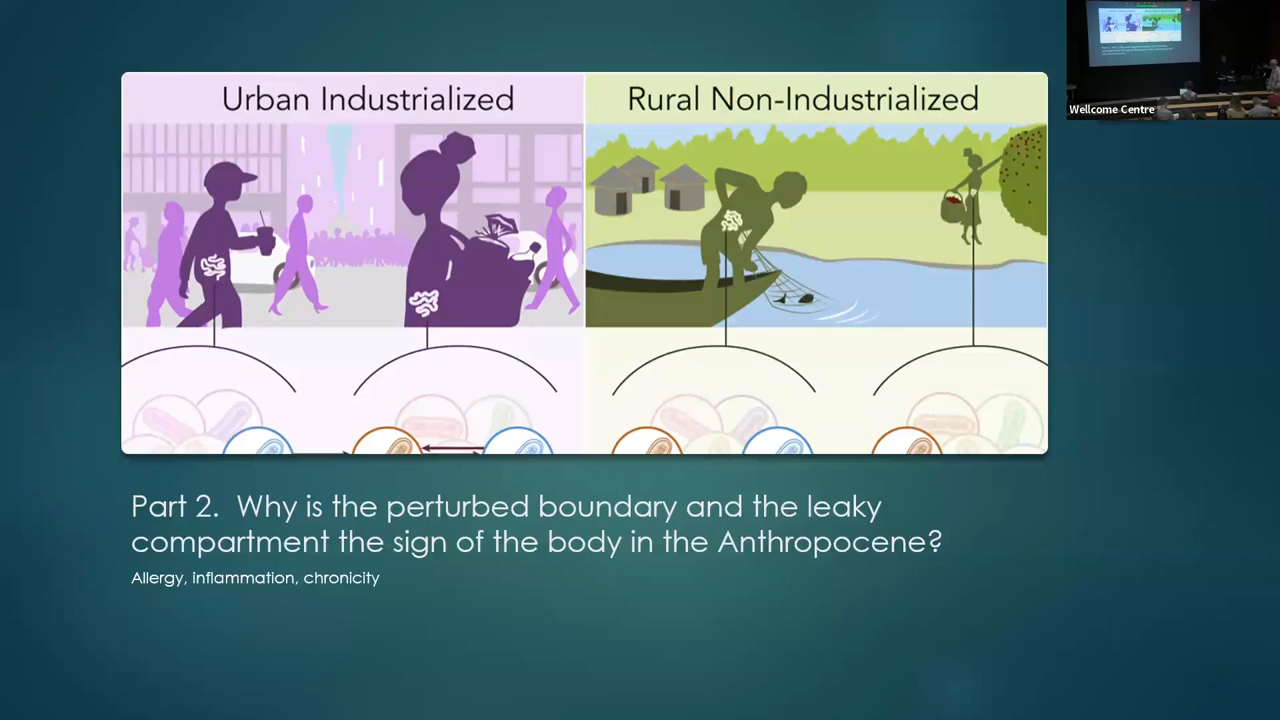 Urban Industrialized
Rural Non-Industrialized
Wellcome Centre
Part 2.  Why is the perturbed boundary and the leaky
compartment the sign of the body in the Anthropocene?
Allergy, inflammation, chronicity